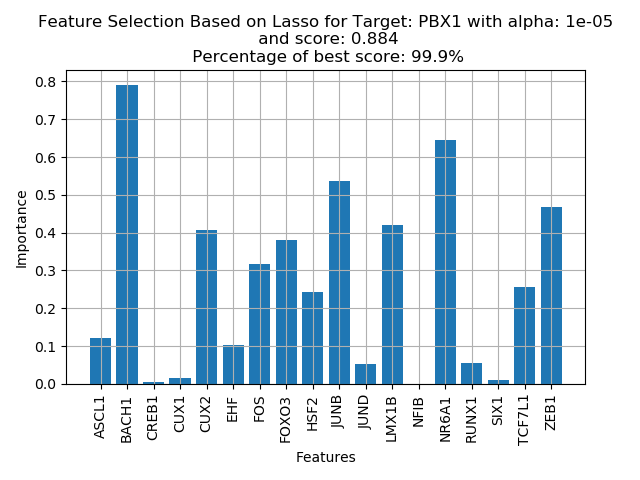 Feature Selection Based on Lasso for Target: PBX1 with alpha: 1e-05
and score: 0.884
Percentage of best score: 99.9%
Importance
0.8
0.7
0.6
0.5
0.4
0.3
0.2
0.1
0.0
ASCL1
BACH1
CREB1
CUX1
CUX2
EHF
FOS
FOXO3
HSF2
JUNB
JUND
LMX1B
NFIB
NR6A1
RUNX1
SIX1
TCF7L1
ZEB1
Features